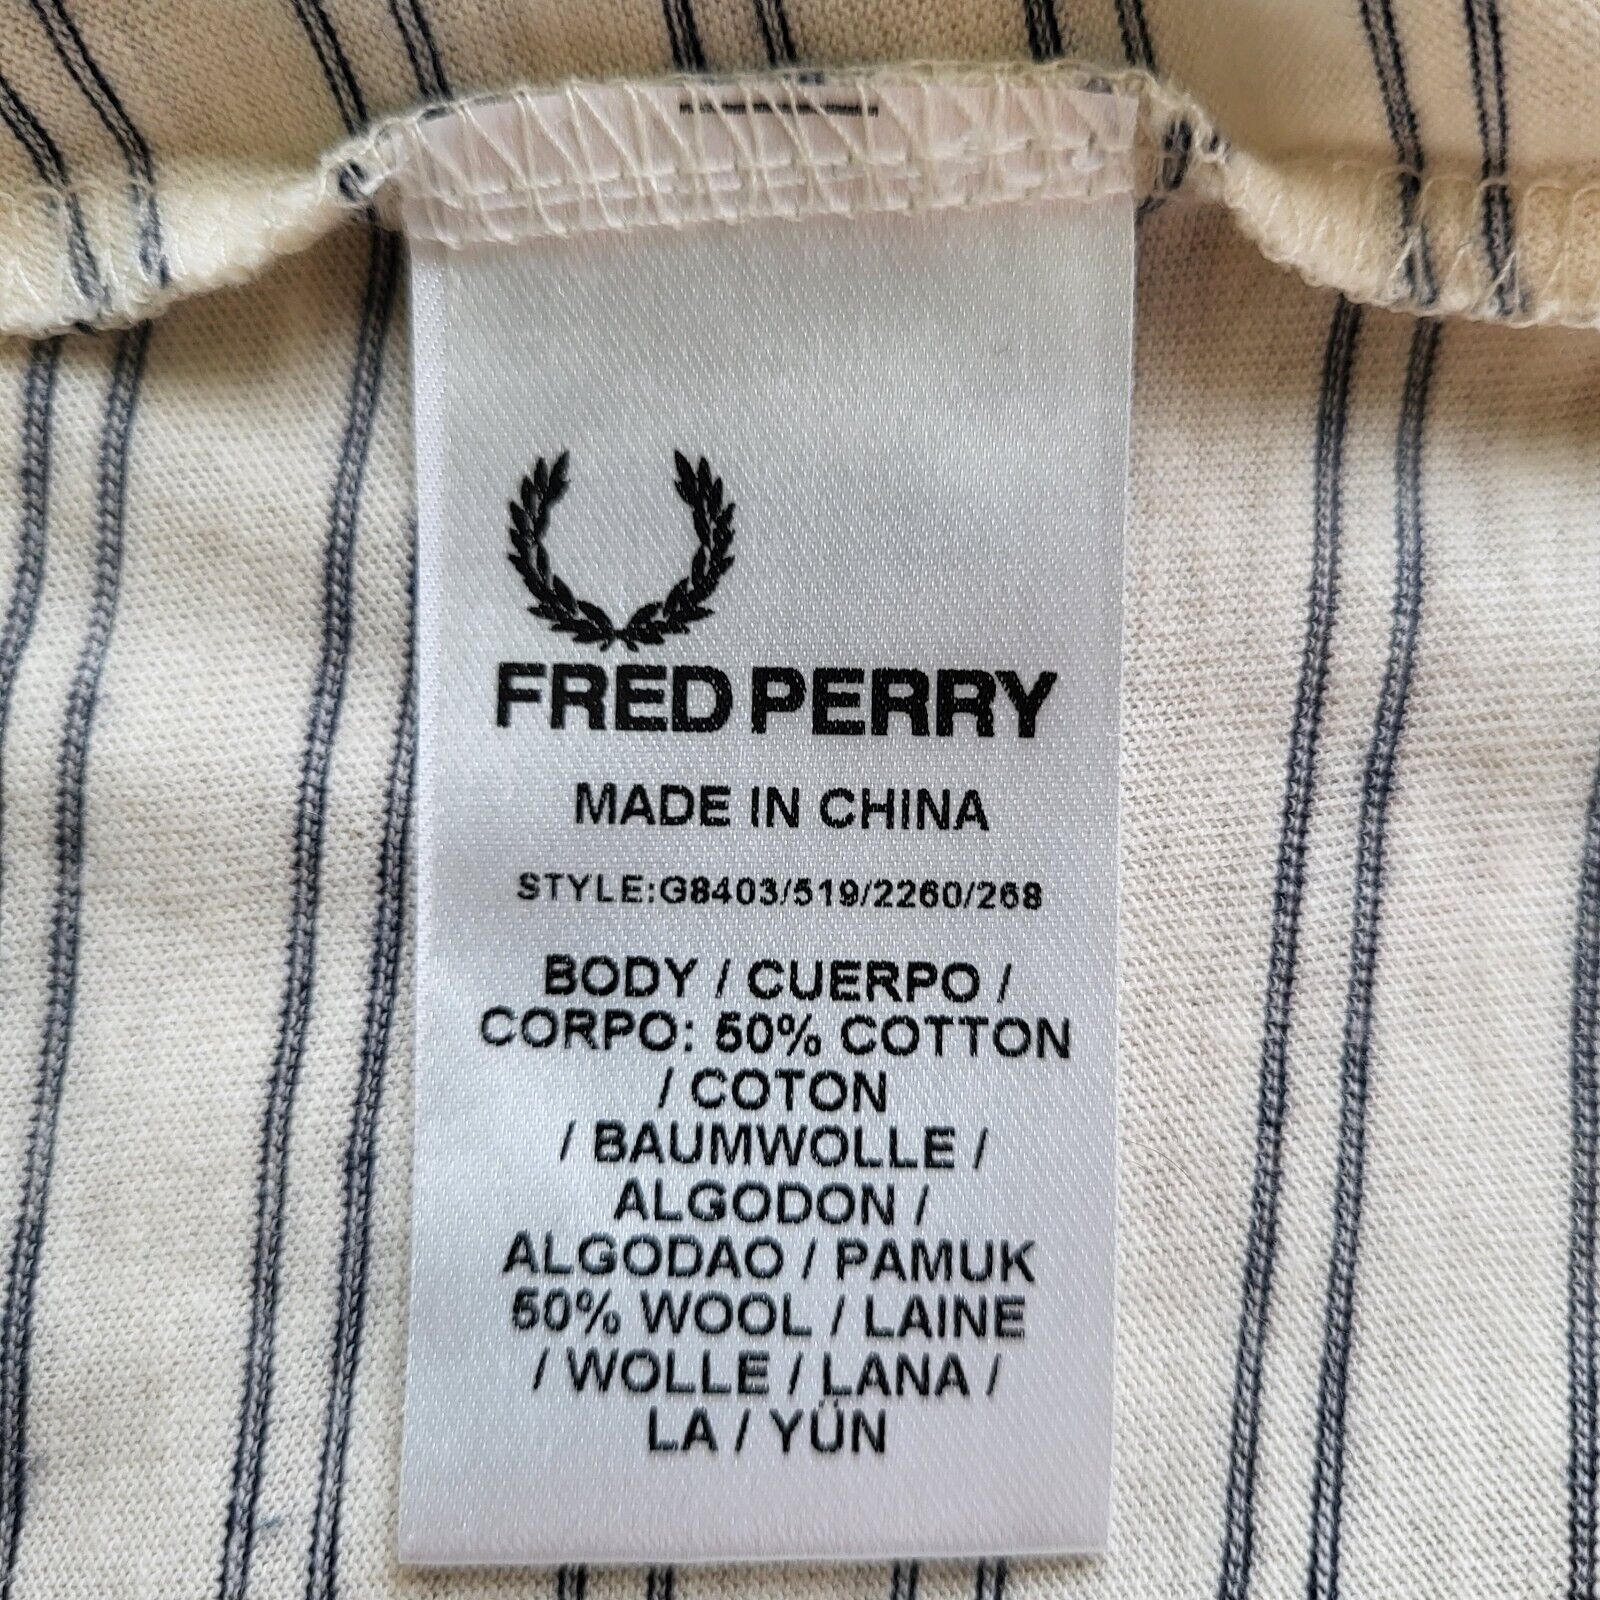 FRED PERRY
MADE IN CHINA
STYLE:G8403/519/2260/268
BODY / CUERPO /
CORPO: 50% COTTON
/ COTON
/ BAUMWOLLE /
ALGODON /
ALGODAO / PAMUK
50% WOOL / LAINE
/ WOLLE / LANA /
LA / YÜN